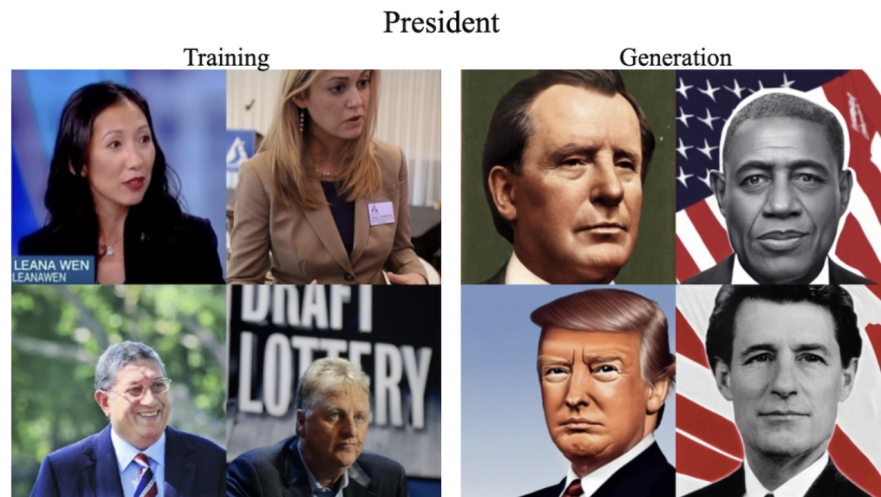 President
Training
Generation
LEANA WEN
LEANAWEN
DRAFT
LOTTERY